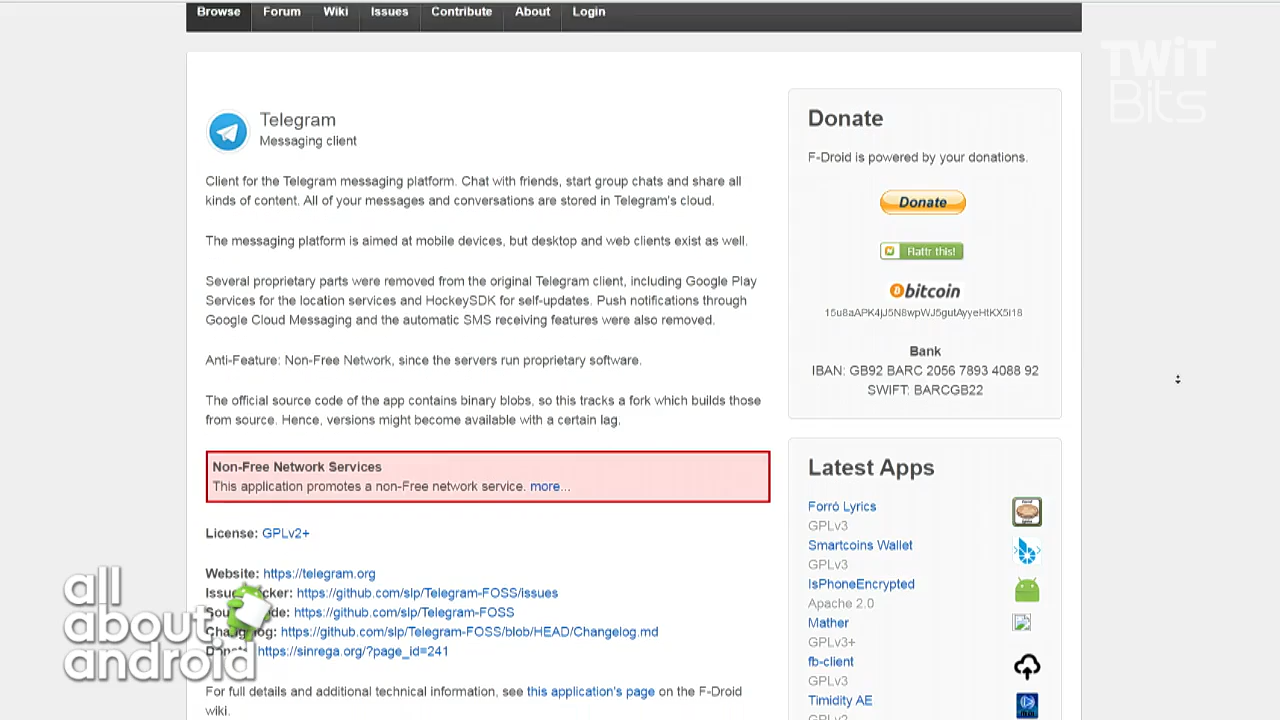 Browse Forum Wiki Issues Contribute About Login
TWiT
Bits
Telegram
Messaging client
Client for the Telegram messaging platform. Chat with friends, start group chats and share all
kinds of content. All of your messages and conversations are stored in Telegram's cloud.
The messaging platform is aimed at mobile devices, but desktop and web clients exist as well.
Several proprietary parts were removed from the original Telegram client, including Google Play
Services for the location services and HockeySDK for self-updates. Push notifications through
Google Cloud Messaging and the automatic SMS receiving features were also removed.
Anti-Feature: Non-Free Network, since the servers run proprietary software.
The official source code of the app contains binary blobs, so this tracks a fork which builds those
from source. Hence, versions might become available with a certain lag.
Non-Free Network Services
This application promotes a non-Free network service. more...
License: GPLv2+
Website: https://telegram.org
https://github.com/slp/Telegram-FOSS/issues
https://github.com/slp/Telegram-FOSS
https://github.com/slp/Telegram-FOSS/blob/HEAD/Changelog.md
https://sinrega.org/?page_id=241
For full details and additional technical information, see this application's page on the F-Droid
wiki.
all
about
android
Donate
F-Droid is powered by your donations.
Donate
Flattr this!
bitcoin
Bank
IBAN: GB92 BARC 2056 7893 4088 92
SWIFT: BARCGB22
Latest Apps
Forró Lyrics
GPLv3
Smartcoins Wallet
GPLv3
IsPhoneEncrypted
Apache 2.0
Mather
GPLv3+
fb-client
GPLv3
Timidity AE